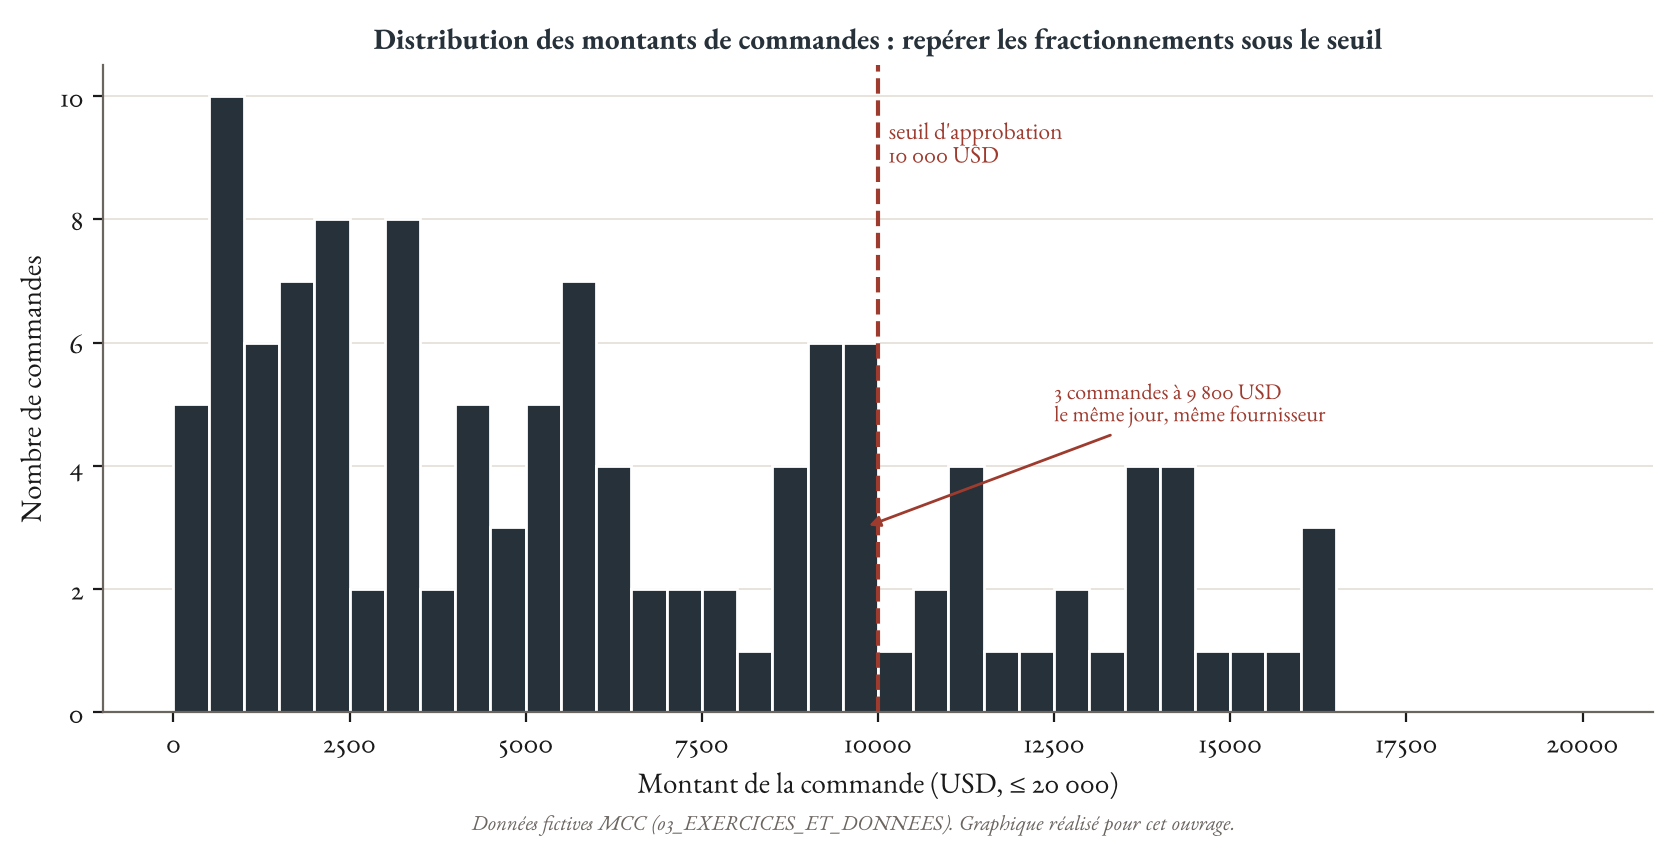 Distribution des montants de commandes : repérer les fractionnements sous le seuil
Nombre de commandes
10
8
6
4
2
0
seuil d'approbation
10 000 USD
3 commandes à 9 800 USD
le même jour, même fournisseur
0 2500 5000 7500 10000 12500 15000 17500 20000
Montant de la commande (USD, ≤ 20 000)
Données fictives MCC (03_EXERCICES_ET_DONNEES). Graphique réalisé pour cet ouvrage.